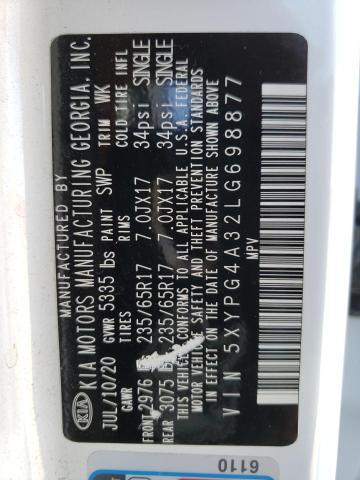 MANUFACTURED BY
KIA KIA MOTORS MANUFACTURING GEORGIA, INC.
JUL/10/20 GVWR 5335 lbs PAINT SWP TRIM WK
GAWR TIRES RIMS COLD TIRE INFL
FRONT 2976 235/65R17 7.0JX17 34psi SINGLE
REAR 3075 235/65R17 7.0JX17 34psi SINGLE
THIS VEHICLE CONFORMS TO ALL APPLICABLE U.S.A. FEDERAL
MOTOR VEHICLE SAFETY AND THEFT PREVENTION STANDARDS
IN EFFECT ON THE DATE OF MANUFACTURE SHOWN ABOVE
VIN 5XYPG4A32LG698877
MPV
6110